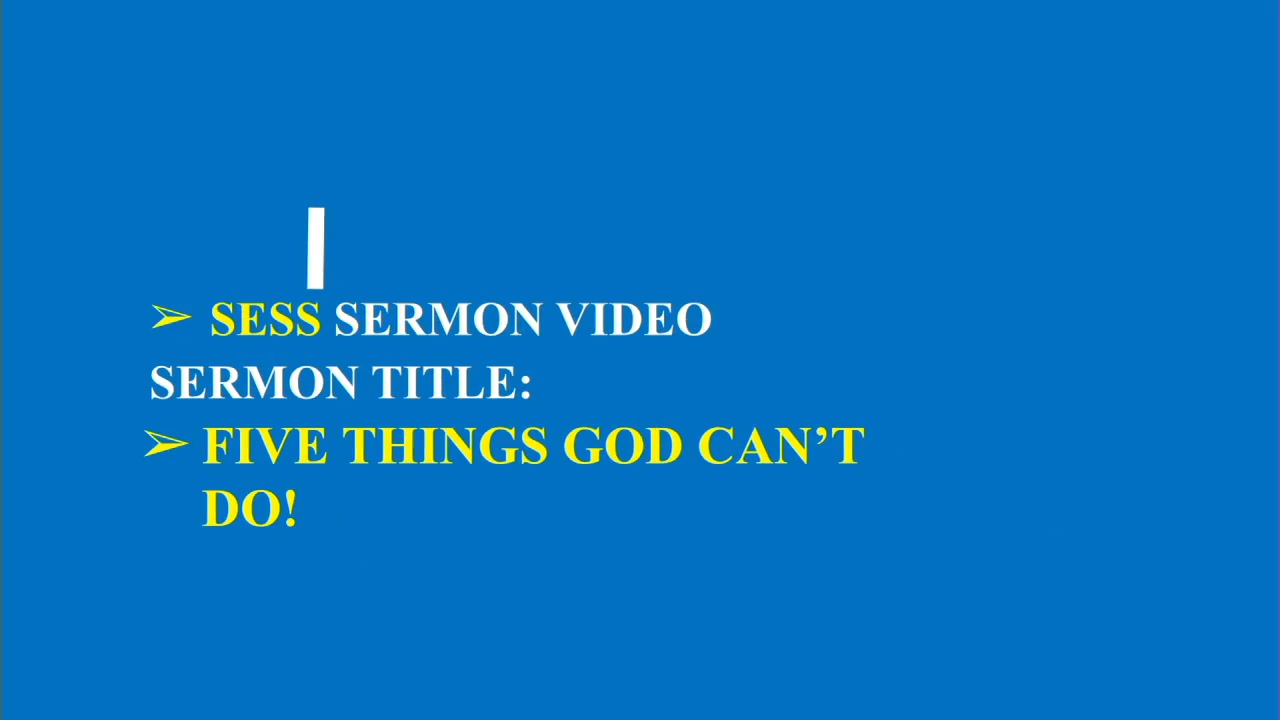 ➢ SESS SERMON VIDEO
SERMON TITLE:
➢ FIVE THINGS GOD CAN’T
DO!